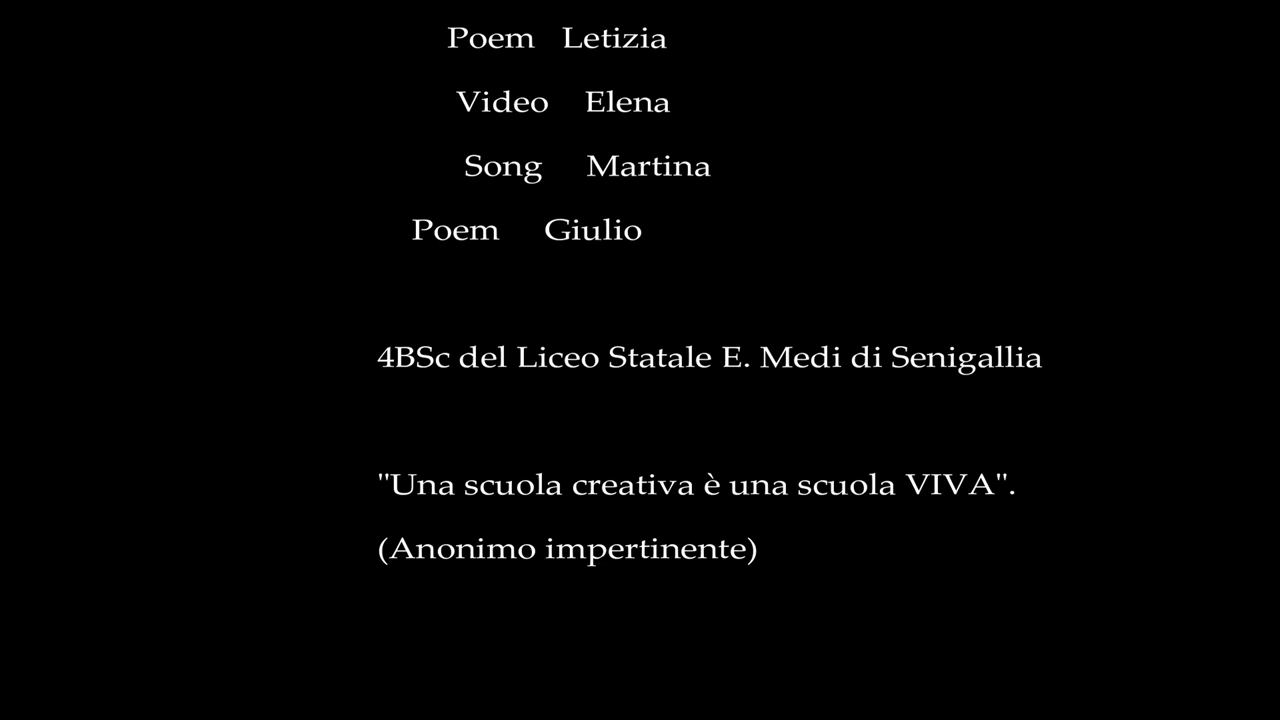 Poem Letizia
Video Elena
Song Martina
Poem Giulio
4BSc del Liceo Statale E. Medi di Senigallia
"Una scuola creativa è una scuola VIVA".
(Anonimo impertinente)